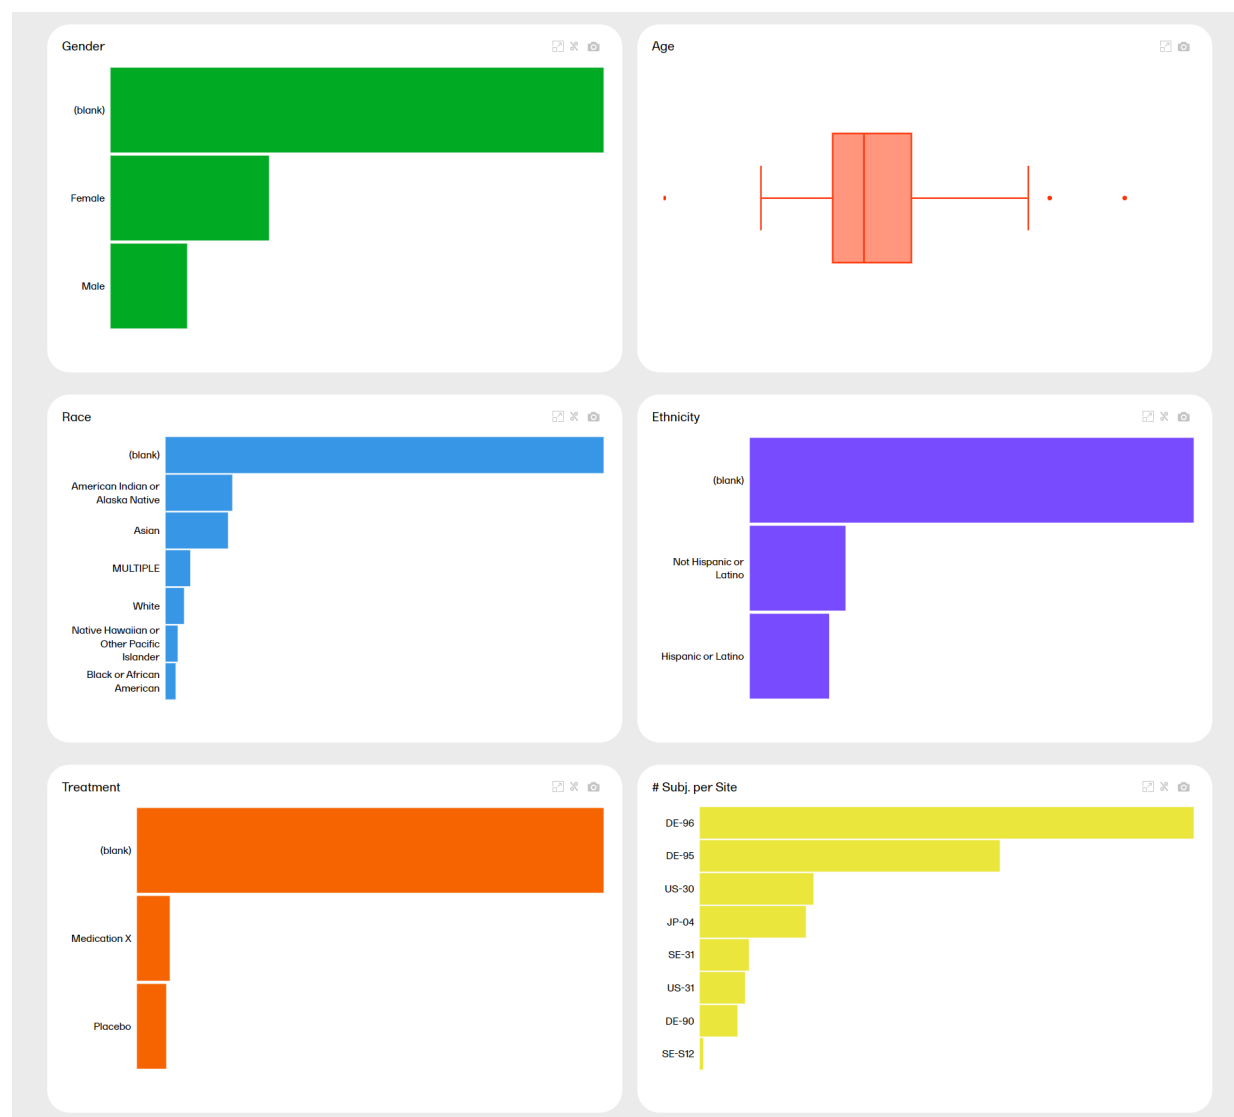 Gender
(blank)
Female
Male
Age
Race
(blank)
American Indian or
Alaska Native
Asian
MULTIPLE
White
Native Hawaiian or
Other Pacific
Islander
Black or African
American
Ethnicity
(blank)
Not Hispanic or
Latino
Hispanic or Latino
Treatment
(blank)
Medication X
Placebo
# Subj. per Site
DE-96
DE-95
US-30
JP-04
SE-31
US-31
DE-90
SE-S12